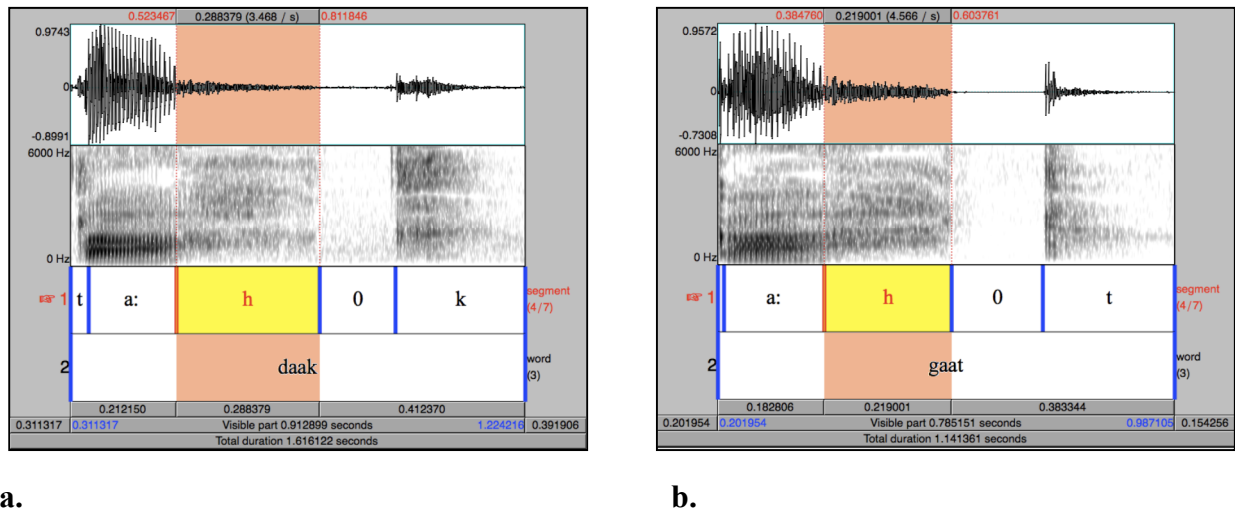 0.523467 0.288379 (3.468 / s) 0.811846
0.9743
0
-0.8991
6000 Hz
0 Hz
☞ 1 t a: h 0 k segment (4/7)
2 daak word (3)
0.212150 0.288379 0.412370
0.311317 0.311317 Visible part 0.912899 seconds 1.224216 0.391906
Total duration 1.616122 seconds
a.
0.384760 0.219001 (4.566 / s) 0.603761
0.9572
0
-0.7308
6000 Hz
0 Hz
☞ 1 a: h 0 t segment (4/7)
2 gaat word (3)
0.182806 0.219001 0.383344
0.201954 0.201954 Visible part 0.785151 seconds 0.987105 0.154256
Total duration 1.141361 seconds
b.